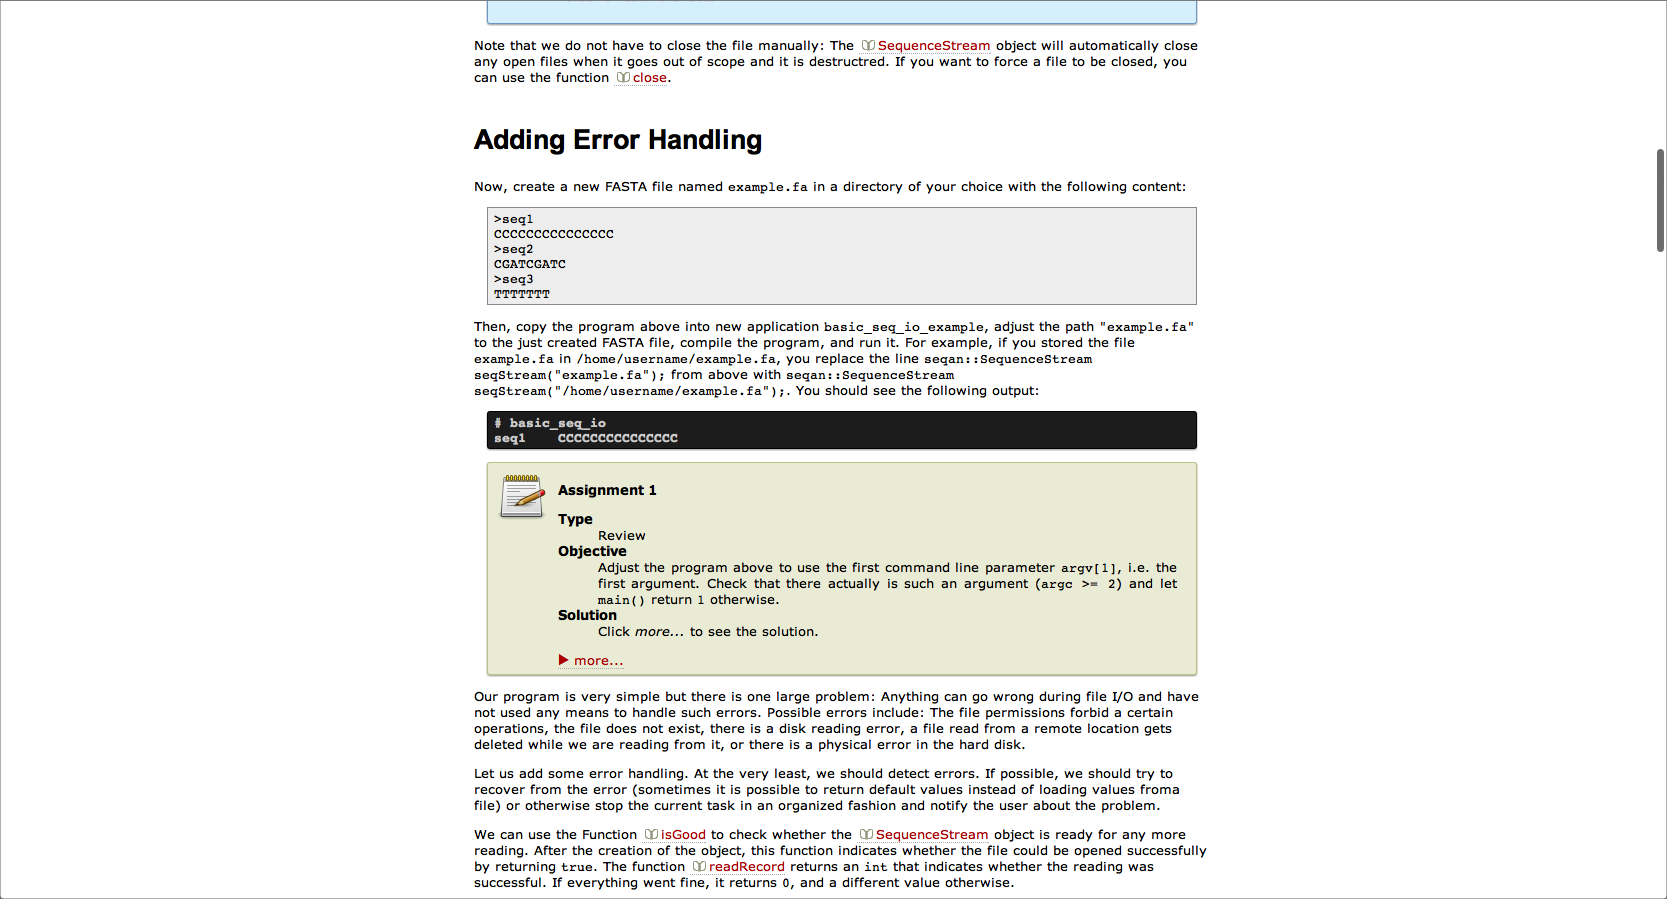 Note that we do not have to close the file manually: The SequenceStream object will automatically close
any open files when it goes out of scope and it is destructred. If you want to force a file to be closed, you
can use the function close.
Adding Error Handling
Now, create a new FASTA file named example.fa in a directory of your choice with the following content:
>seq1
CCCCCCCCCCCCCCC
>seq2
CGATCGATC
>seq3
TTTTTTT
Then, copy the program above into new application basic_seq_io_example, adjust the path "example.fa"
to the just created FASTA file, compile the program, and run it. For example, if you stored the file
example.fa in /home/username/example.fa, you replace the line seqan::SequenceStream
seqStream("example.fa"); from above with seqan::SequenceStream
seqStream("/home/username/example.fa");. You should see the following output:
# basic_seq_io
seq1    CCCCCCCCCCCCCCC
Assignment 1
Type
Review
Objective
Adjust the program above to use the first command line parameter argv[1], i.e. the
first argument. Check that there actually is such an argument (argc >= 2) and let
main() return 1 otherwise.
Solution
Click more... to see the solution.
▶ more...
Our program is very simple but there is one large problem: Anything can go wrong during file I/O and have
not used any means to handle such errors. Possible errors include: The file permissions forbid a certain
operations, the file does not exist, there is a disk reading error, a file read from a remote location gets
deleted while we are reading from it, or there is a physical error in the hard disk.
Let us add some error handling. At the very least, we should detect errors. If possible, we should try to
recover from the error (sometimes it is possible to return default values instead of loading values froma
file) or otherwise stop the current task in an organized fashion and notify the user about the problem.
We can use the Function isGood to check whether the SequenceStream object is ready for any more
reading. After the creation of the object, this function indicates whether the file could be opened successfully
by returning true. The function readRecord returns an int that indicates whether the reading was
successful. If everything went fine, it returns 0, and a different value otherwise.